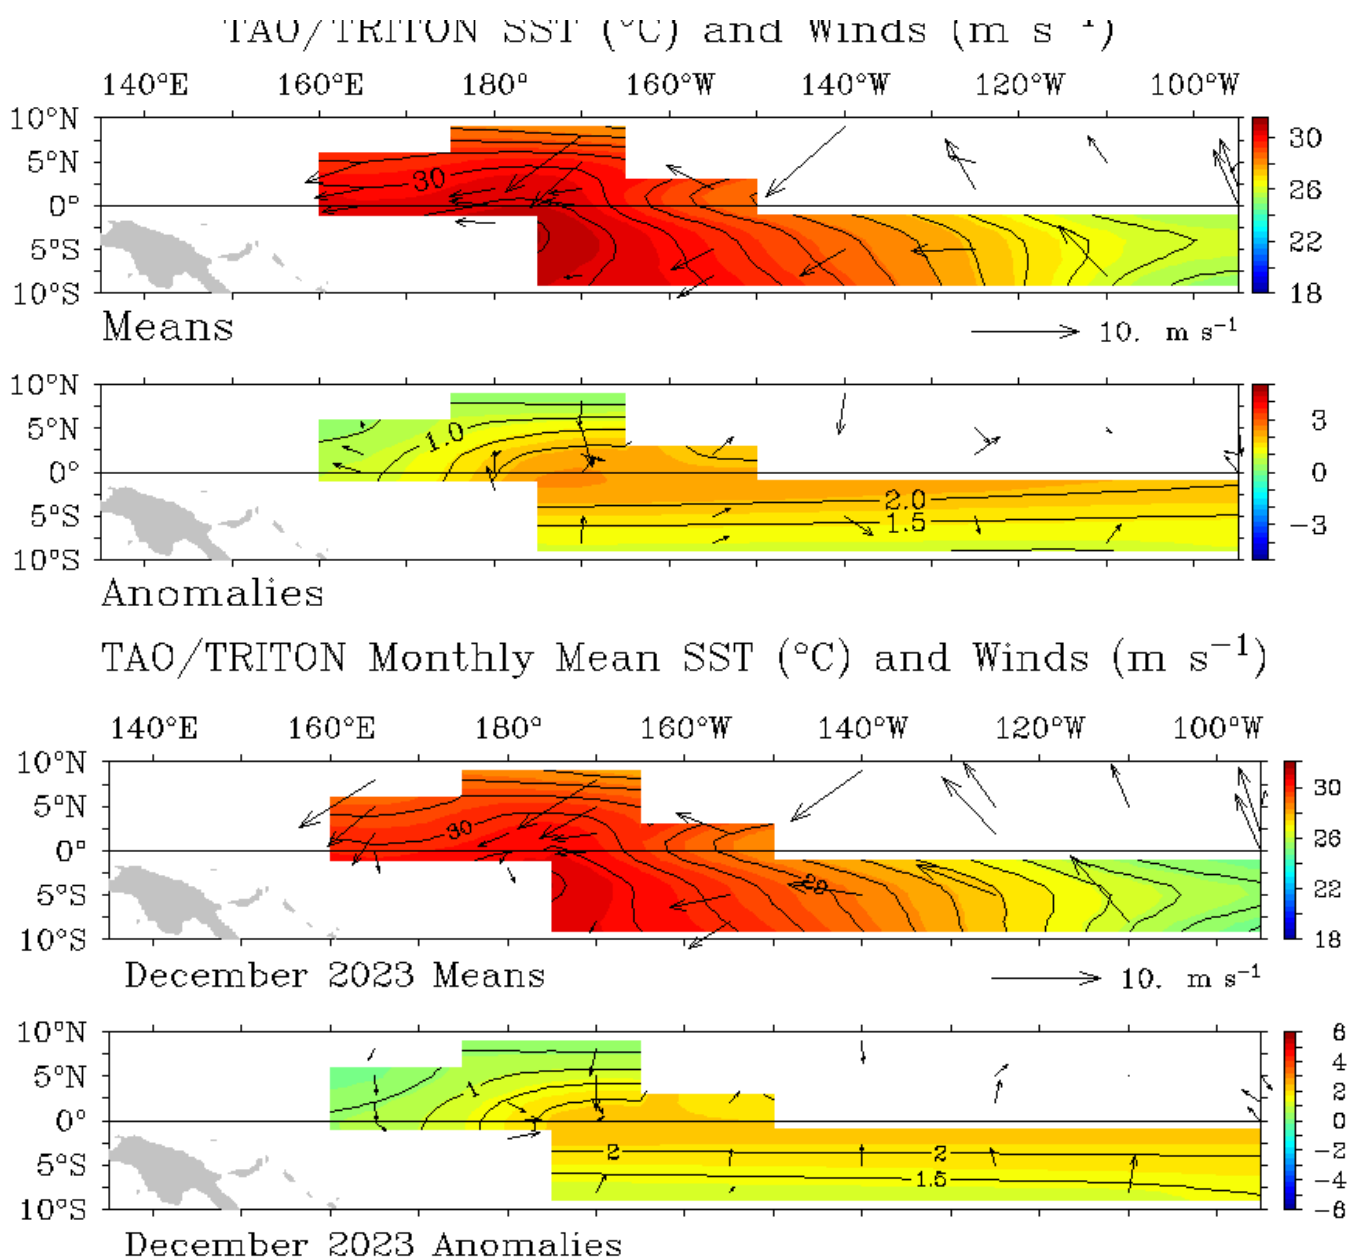 TAO/TRITON SST (°C) and Winds (m s⁻¹)
140°E 160°E 180° 160°W 140°W 120°W 100°W
10°N
5°N
0°
5°S
10°S
30
30
26
22
18
Means
10. m s⁻¹
10°N
5°N
0°
5°S
10°S
1.0
2.0
1.5
3
0
−3
Anomalies
TAO/TRITON Monthly Mean SST (°C) and Winds (m s⁻¹)
140°E 160°E 180° 160°W 140°W 120°W 100°W
10°N
5°N
0°
5°S
10°S
30
28
30
26
22
18
December 2023 Means
10. m s⁻¹
10°N
5°N
0°
5°S
10°S
1
2
2
1.5
6
4
2
0
−2
−4
−6
December 2023 Anomalies